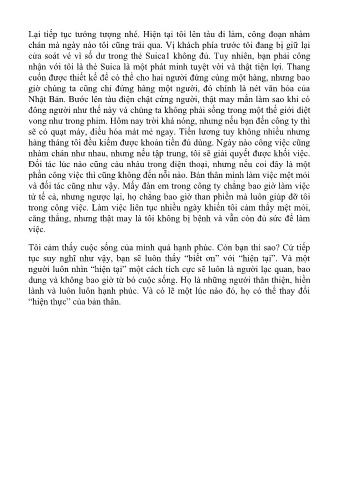 Lại tiếp tục tưởng tượng nhé. Hiện tại tôi lên tàu đi làm, công đoạn nhàm
chán mà ngày nào tôi cũng trải qua. Vị khách phía trước tôi đang bị giữ lại
cửa soát vé vì số dư trong thẻ Suica1 không đủ. Tuy nhiên, bạn phải công
nhận với tôi là thẻ Suica là một phát minh tuyệt vời và thật tiện lợi. Thang
cuốn được thiết kế để có thể cho hai người đứng cùng một hàng, nhưng bao
giờ chúng ta cũng chỉ đứng hàng một người, đó chính là nét văn hóa của
Nhật Bản. Bước lên tàu điện chật cứng người, thật may mắn làm sao khi có
đông người như thế này và chúng ta không phải sống trong một thế giới diệt
vong như trong phim. Hôm nay trời khá nóng, nhưng nếu bạn đến công ty thì
sẽ có quạt máy, điều hòa mát mẻ ngay. Tiền lương tuy không nhiều nhưng
hàng tháng tôi đều kiếm được khoản tiền đủ dùng. Ngày nào công việc cũng
nhàm chán như nhau, nhưng nếu tập trung, tôi sẽ giải quyết được khối việc.
Đối tác lúc nào cũng càu nhàu trong điện thoại, nhưng nếu coi đây là một
phần công việc thì cũng không đến nỗi nào. Bản thân mình làm việc mệt mỏi
và đối tác cũng như vậy. Mấy đàn em trong công ty chẳng bao giờ làm việc
tử tế cả, nhưng ngược lại, họ chẳng bao giờ than phiền mà luôn giúp đỡ tôi
trong công việc. Làm việc liên tục nhiều ngày khiến tôi cảm thấy mệt mỏi,
căng thẳng, nhưng thật may là tôi không bị bệnh và vẫn còn đủ sức để làm
việc.
Tôi cảm thấy cuộc sống của mình quá hạnh phúc. Còn bạn thì sao? Cứ tiếp
tục suy nghĩ như vậy, bạn sẽ luôn thấy “biết ơn” với “hiện tại”. Và một
người luôn nhìn “hiện tại” một cách tích cực sẽ luôn là người lạc quan, bao
dung và không bao giờ từ bỏ cuộc sống. Họ là những người thân thiện, hiền
lành và luôn luôn hạnh phúc. Và có lẽ một lúc nào đó, họ có thể thay đổi
“hiện thực” của bản thân.